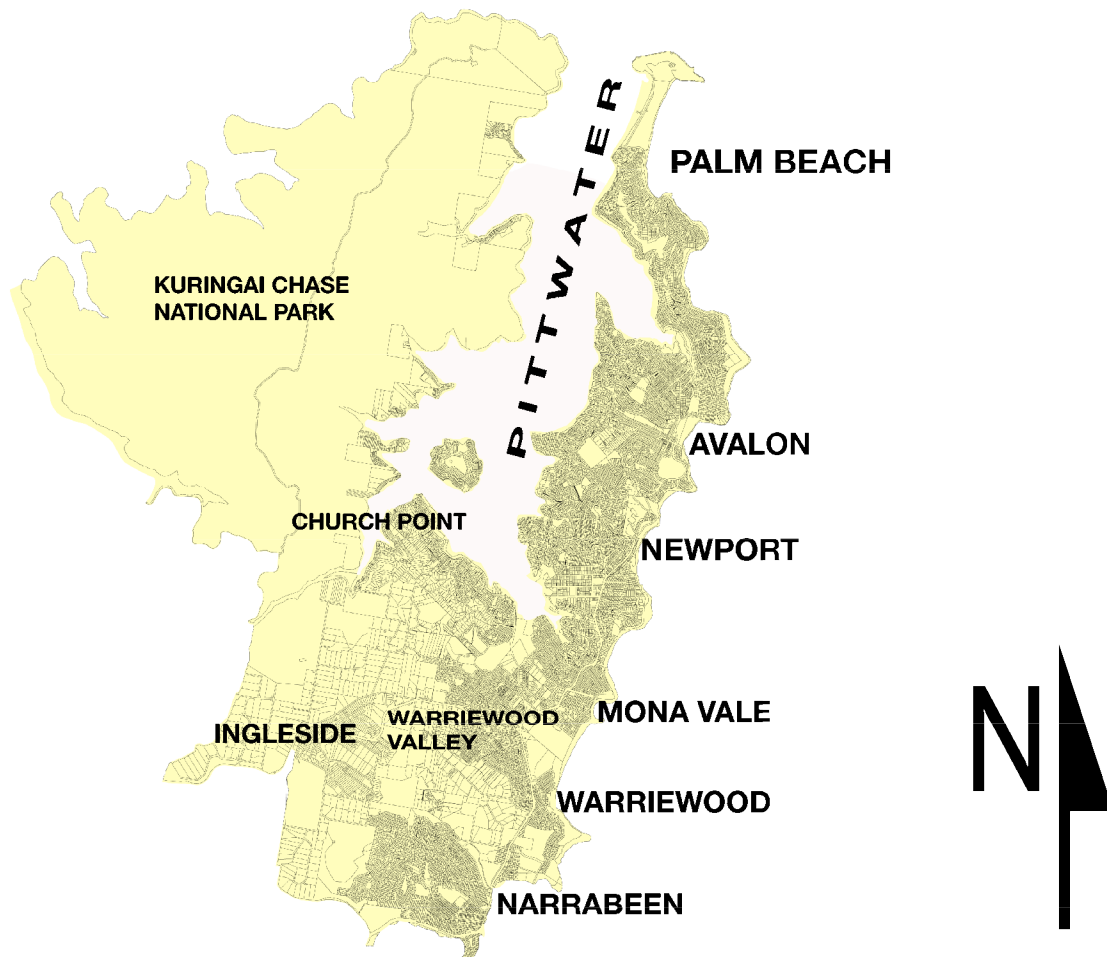 PITTWATER
PALM BEACH
KURINGAI CHASE
NATIONAL PARK
AVALON
CHURCH POINT
NEWPORT
INGLESIDE
WARRIEWOOD
VALLEY
MONA VALE
N
WARRIEWOOD
NARRABEEN